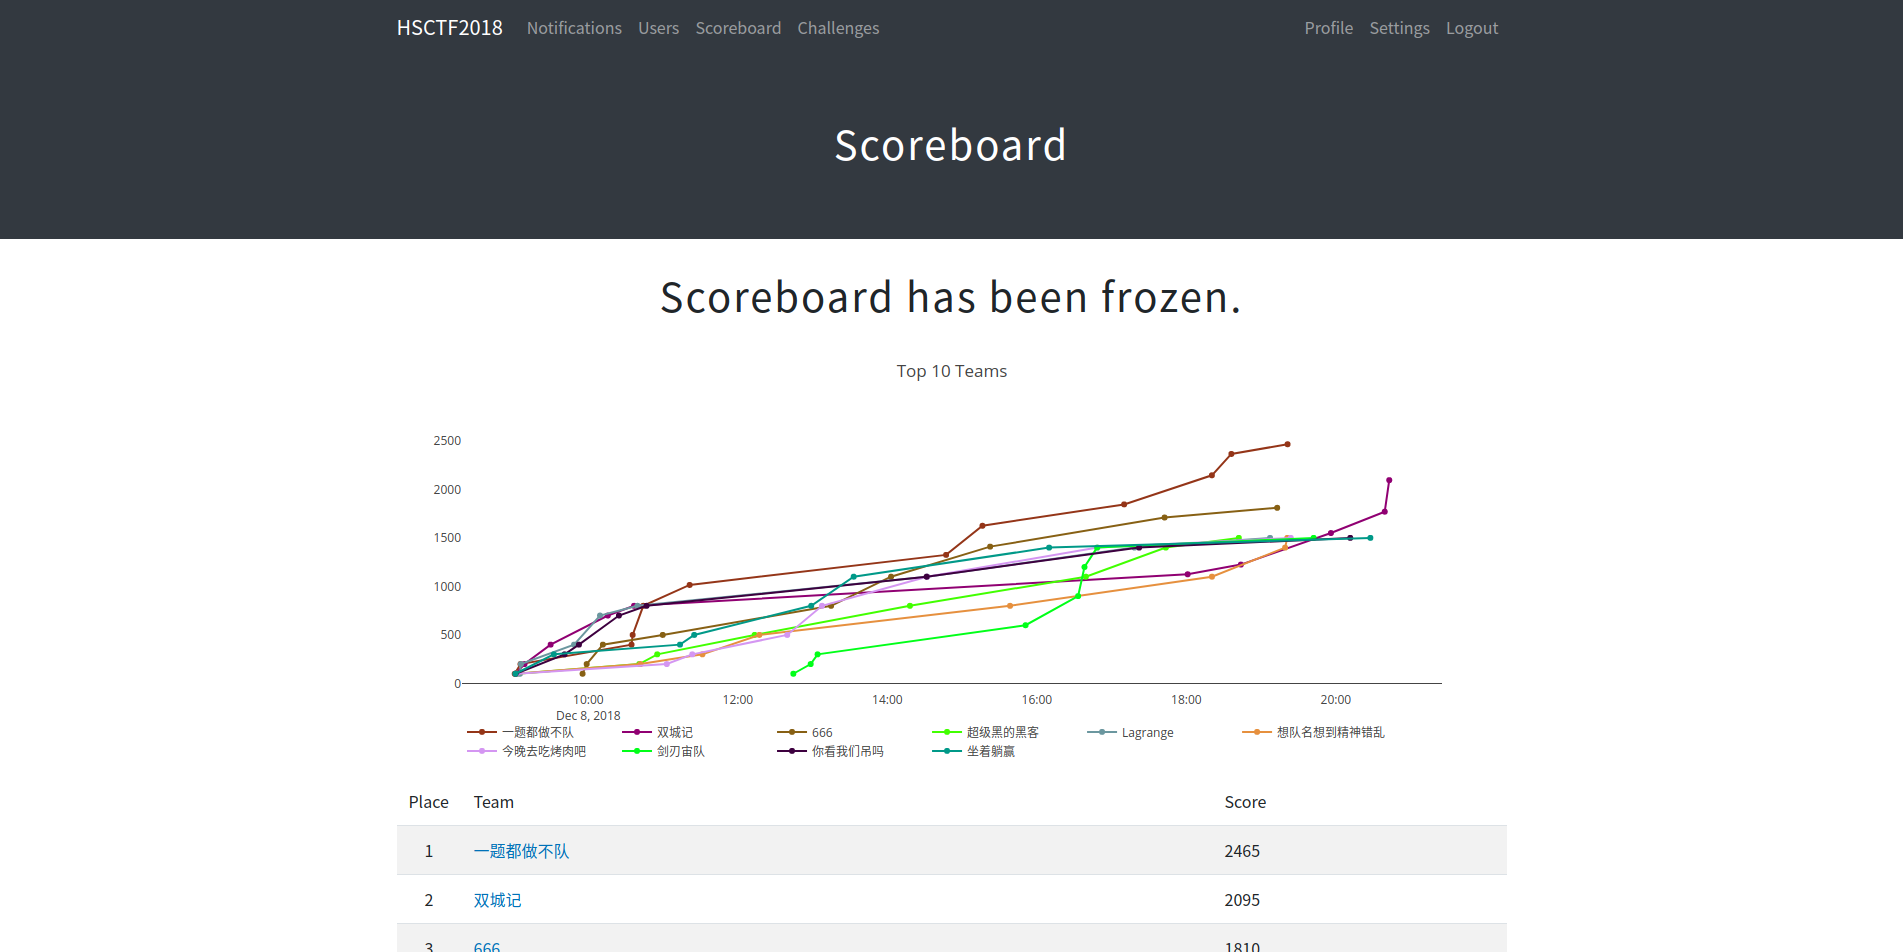 HSCTF2018 Notifications Users Scoreboard Challenges Profile Settings Logout
Scoreboard
Scoreboard has been frozen.
Top 10 Teams
2500
2000
1500
1000
500
0
10:00 12:00 14:00 16:00 18:00 20:00
Dec 8, 2018
一题都做不队 双城记 666 超级黑的黑客 Lagrange 想队名想到精神错乱
今晚去吃烤肉吧 剑刃宙队 你看我们吊吗 坐着躺赢
Place Team Score
1 一题都做不队 2465
2 双城记 2095
3 666 1810